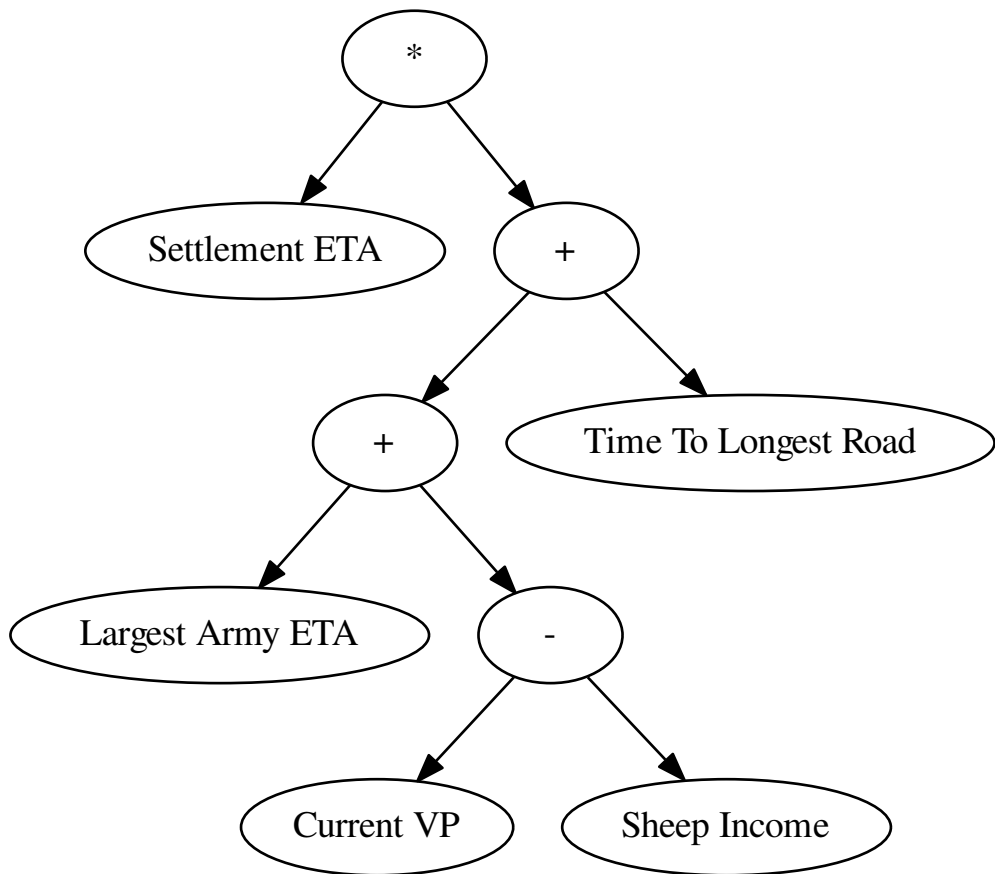 *
Settlement ETA
+
+
Time To Longest Road
Largest Army ETA
-
Current VP
Sheep Income